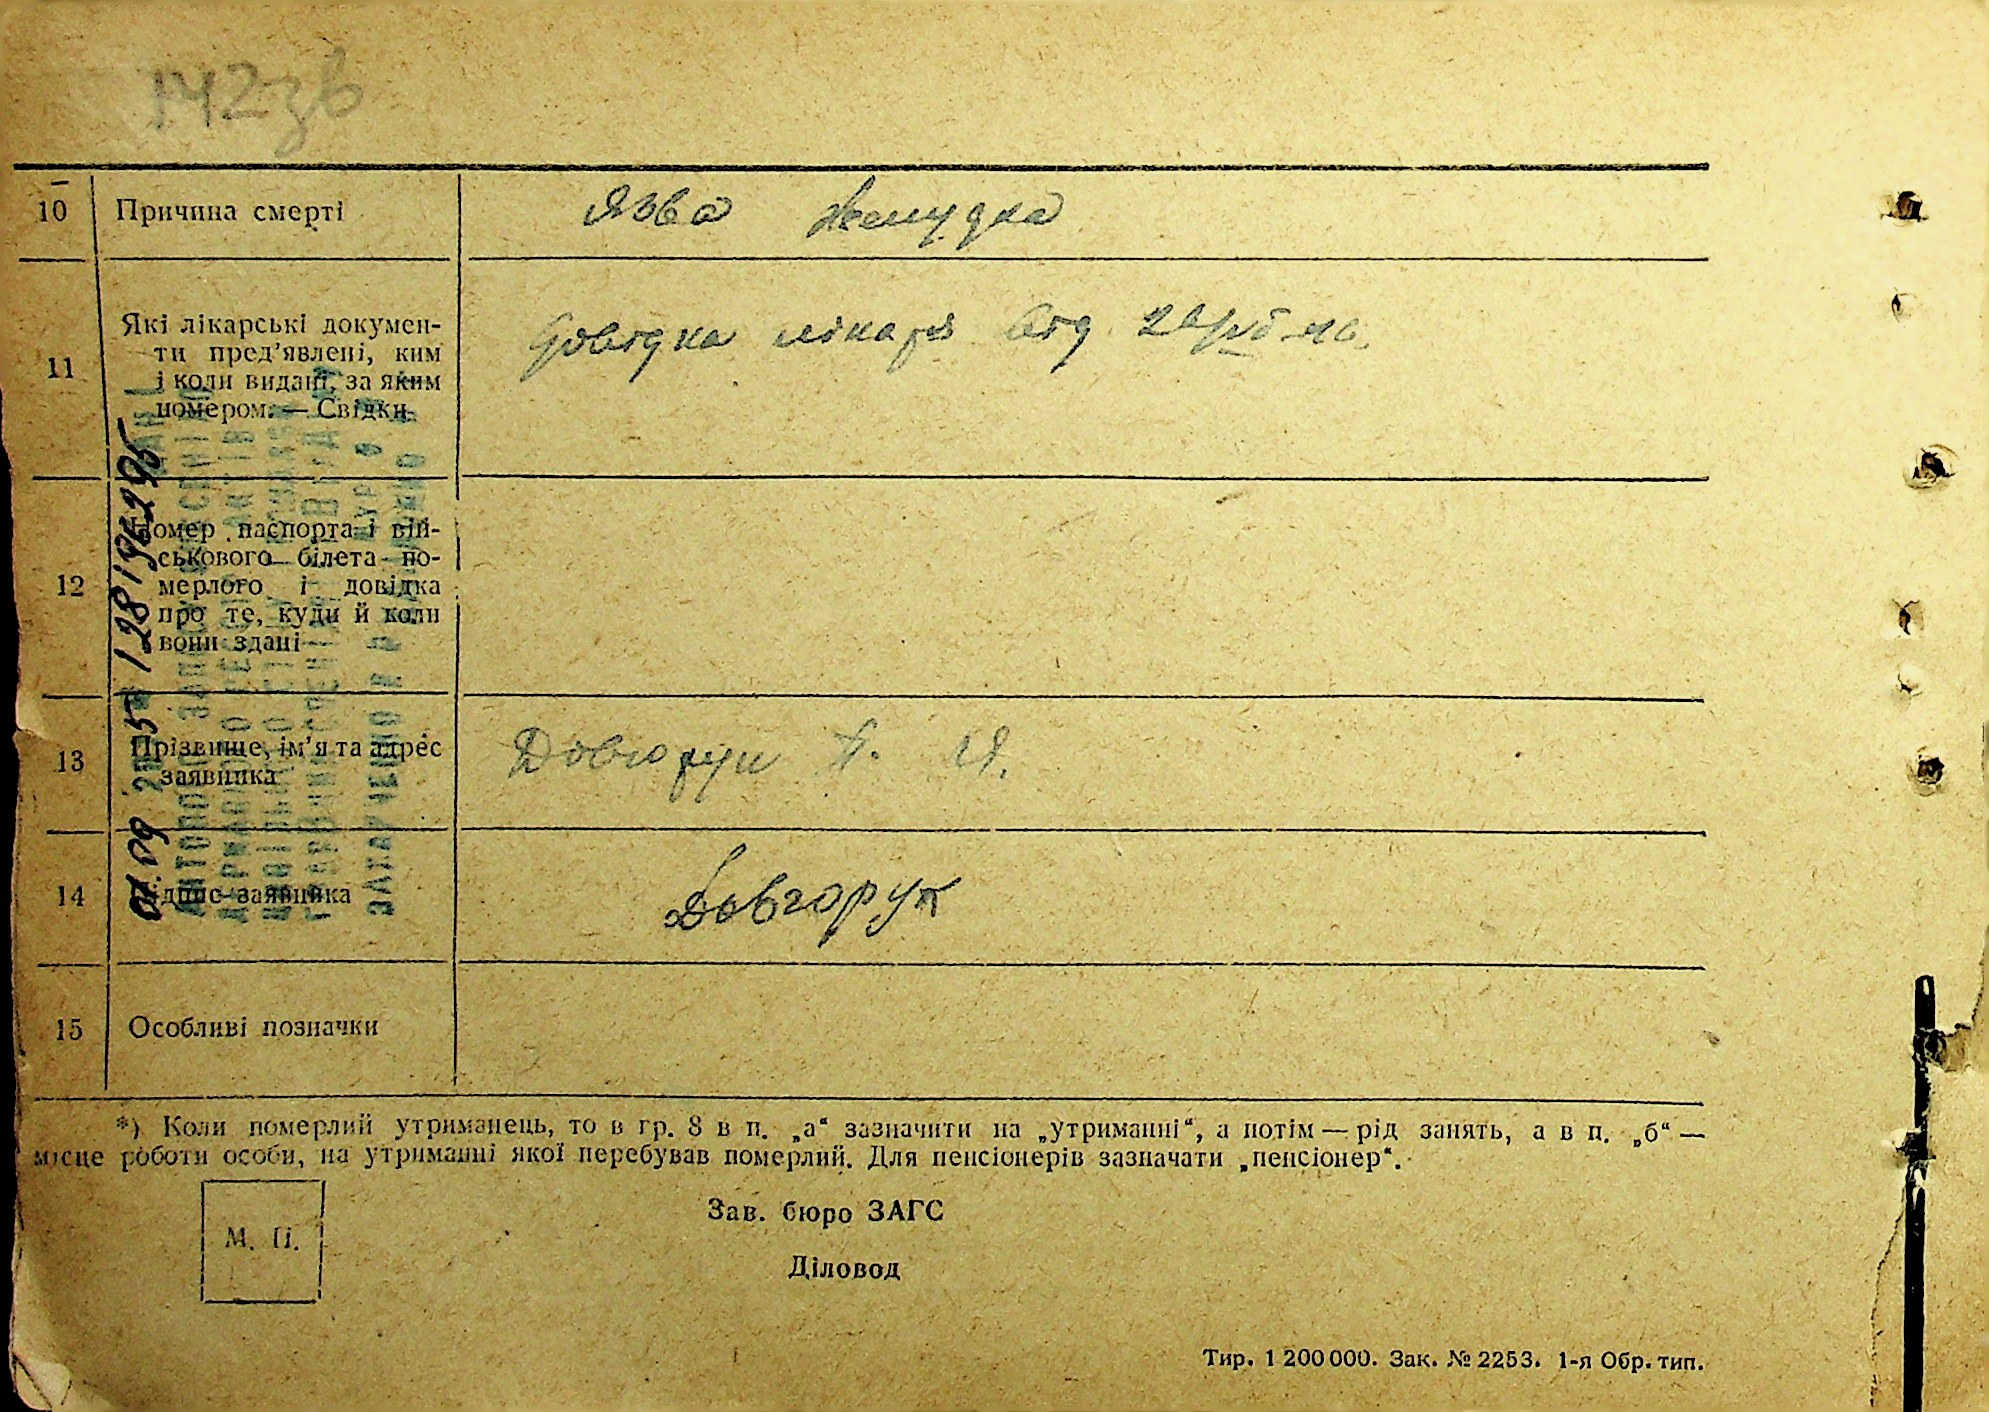 142зв
10 Причина смерті Язва желудка
11 Які лікарські докумен-
ти пред’явлені, ким
і коли видані, за яким
номером. — Свідки
Довідка лікаря від
12 Номер паспорта і вій-
ськового білета по-
мерлого і довідка
про те, куди й коли
вони здані
13 Прізвище, ім’я та адрес
заявника
Довгорук
14 Підпис заявника Довгорук
15 Особливі позначки
*) Коли померлий утриманець, то в гр. 8 в п. „а“ зазначити на „утриманні“, а потім — рід занять, а в п. „б“ —
місце роботи особи, на утриманні якої перебував померлий. Для пенсіонерів зазначати „пенсіонер“.
М. П.
Зав. бюро ЗАГС
Діловод
Тир. 1 200 000. Зак. № 2253. 1-я Обр. тип.